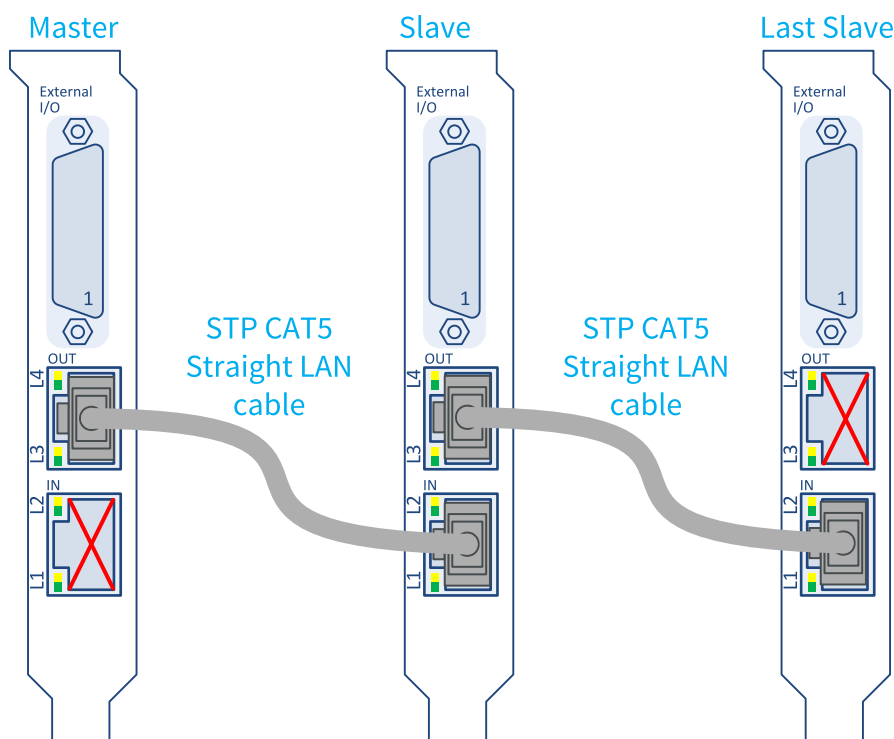 Master
External
I/O
1
OUT
L4
L3
IN
L2
L1
STP CAT5
Straight LAN
cable
Slave
External
I/O
1
OUT
L4
L3
IN
L2
L1
STP CAT5
Straight LAN
cable
Last Slave
External
I/O
1
OUT
L4
L3
IN
L2
L1